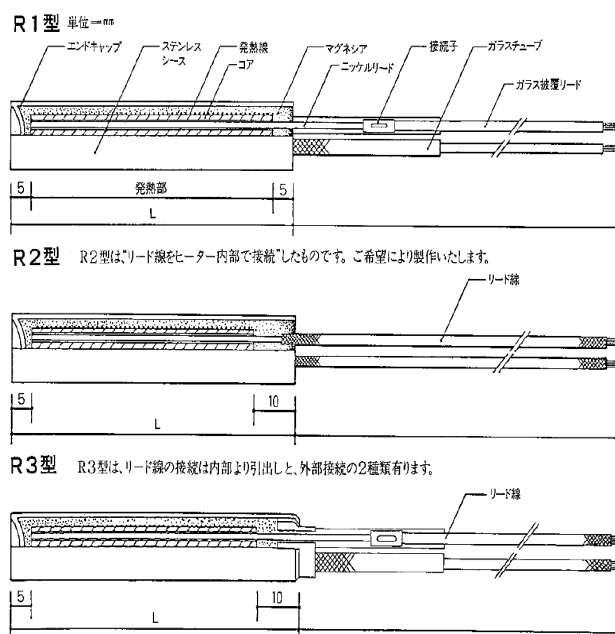 R1型 単位=mm
エンドキャップ
ステンレス
シース
発熱線
コア
マグネシア
ニッケルリード
接続子
ガラスチューブ
ガラス被覆リード
5 発熱部 5
L
R2型 R2型は“リード線をヒーター内部で接続”したものです。ご希望により製作いたします。
リード線
5 10
L
R3型 R3型は、リード線の接続は内部より引出しと、外部接続の2種類有ります。
リード線
5 10
L